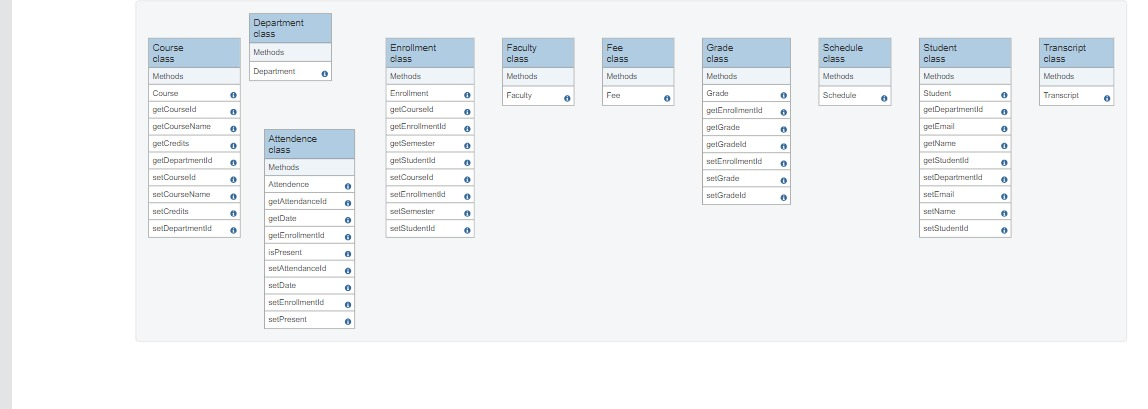 Course
class
Methods
Course
getCourseId
getCourseName
getCredits
getDepartmentId
setCourseId
setCourseName
setCredits
setDepartmentId
Department
class
Methods
Department
Attendence
class
Methods
Attendence
getAttendanceId
getDate
getEnrollmentId
isPresent
setAttendanceId
setDate
setEnrollmentId
setPresent
Enrollment
class
Methods
Enrollment
getCourseId
getEnrollmentId
getSemester
getStudentId
setCourseId
setEnrollmentId
setSemester
setStudentId
Faculty
class
Methods
Faculty
Fee
class
Methods
Fee
Grade
class
Methods
Grade
getEnrollmentId
getGrade
getGradeId
setEnrollmentId
setGrade
setGradeId
Schedule
class
Methods
Schedule
Student
class
Methods
Student
getDepartmentId
getEmail
getName
getStudentId
setDepartmentId
setEmail
setName
setStudentId
Transcript
class
Methods
Transcript